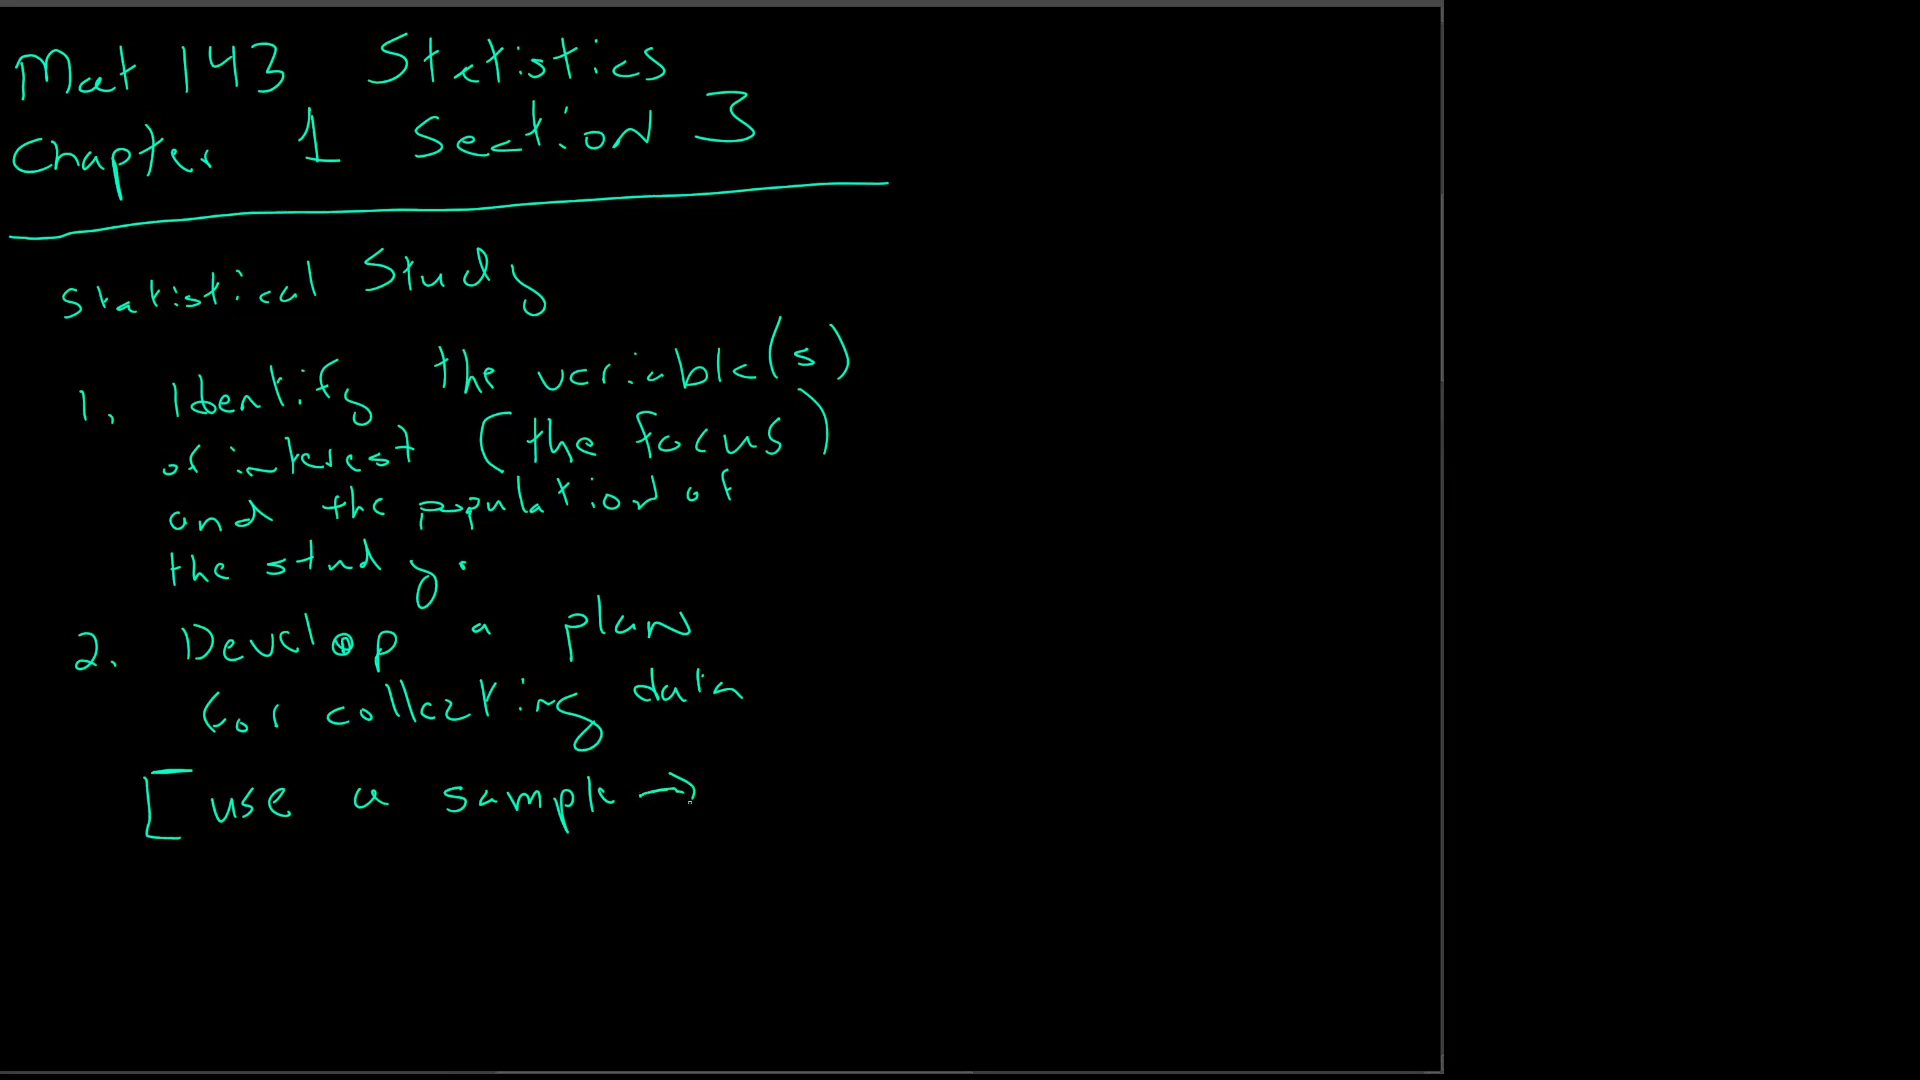 Mat 143 Statistics
Chapter 1 Section 3
Statistical Study
1. Identify the variable(s)
of interest (the focus)
and the population of
the study.
2. Develop a plan
for collecting data
[ use a sample →